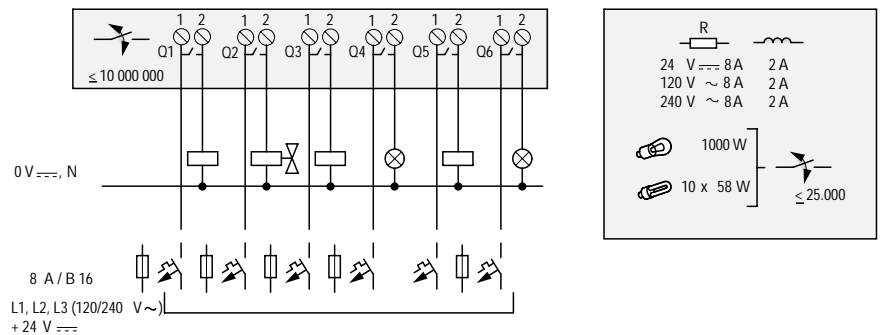 1 2 1 2 1 2 1 2 1 2 1 2
Q1 Q2 Q3 Q4 Q5 Q6
≤ 10 000 000
0 V ⎓, N
8 A / B 16
L1, L2, L3 (120/240 V ~)
+ 24 V ⎓
R
24 V ⎓ 8 A 2 A
120 V ~ 8 A 2 A
240 V ~ 8 A 2 A
1000 W
10 x 58 W
≤ 25.000